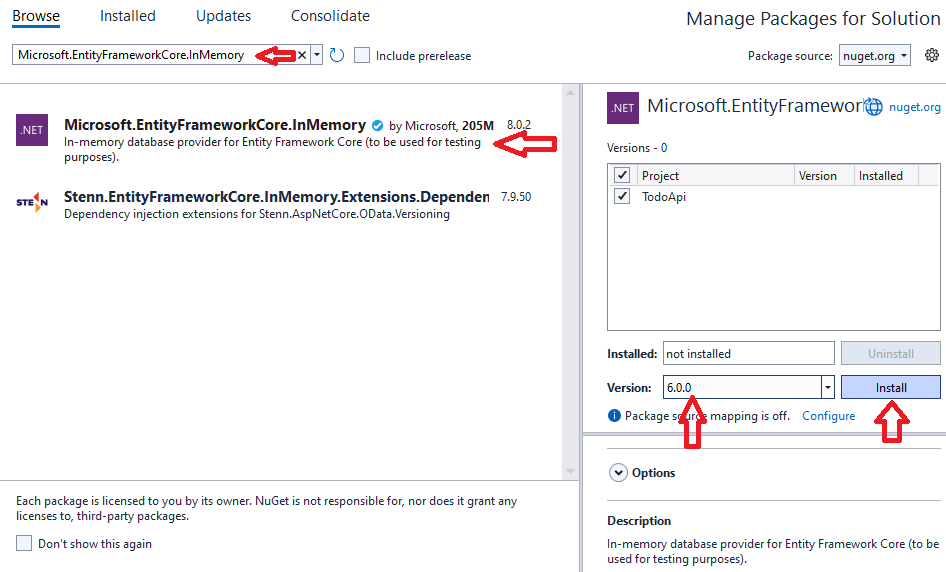 Browse Installed Updates Consolidate
Manage Packages for Solution
Microsoft.EntityFrameworkCore.InMemory
Include prerelease
Package source: nuget.org
.NET
Microsoft.EntityFrameworkCore.InMemory by Microsoft, 205M 8.0.2
In-memory database provider for Entity Framework Core (to be used for testing
purposes).
STENN
Stenn.EntityFrameworkCore.InMemory.Extensions.Depender 7.9.50
Dependency injection extensions for Stenn.AspNetCore.OData.Versioning
Each package is licensed to you by its owner. NuGet is not responsible for, nor does it grant any
licenses to, third-party packages.
Don't show this again
.NET
Microsoft.EntityFramewor
nuget.org
Versions - 0
Project Version Installed
TodoApi
Installed: not installed Uninstall
Version: 6.0.0 Install
Package source mapping is off. Configure
Options
Description
In-memory database provider for Entity Framework Core (to be
used for testing purposes).